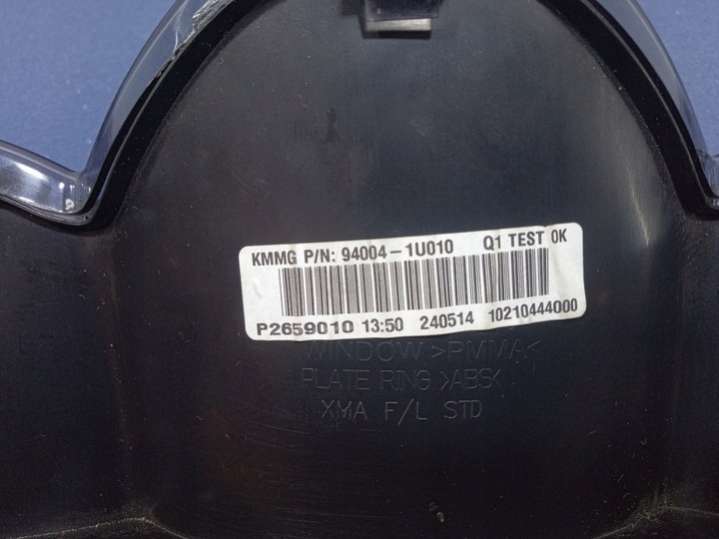 KMMG P/N: 94004-1U010 Q1 TEST OK
P2659010 13:50 240514 10210444000
WINDOW >PMMA<
PLATE RING >ABS<
XMA F/L STD